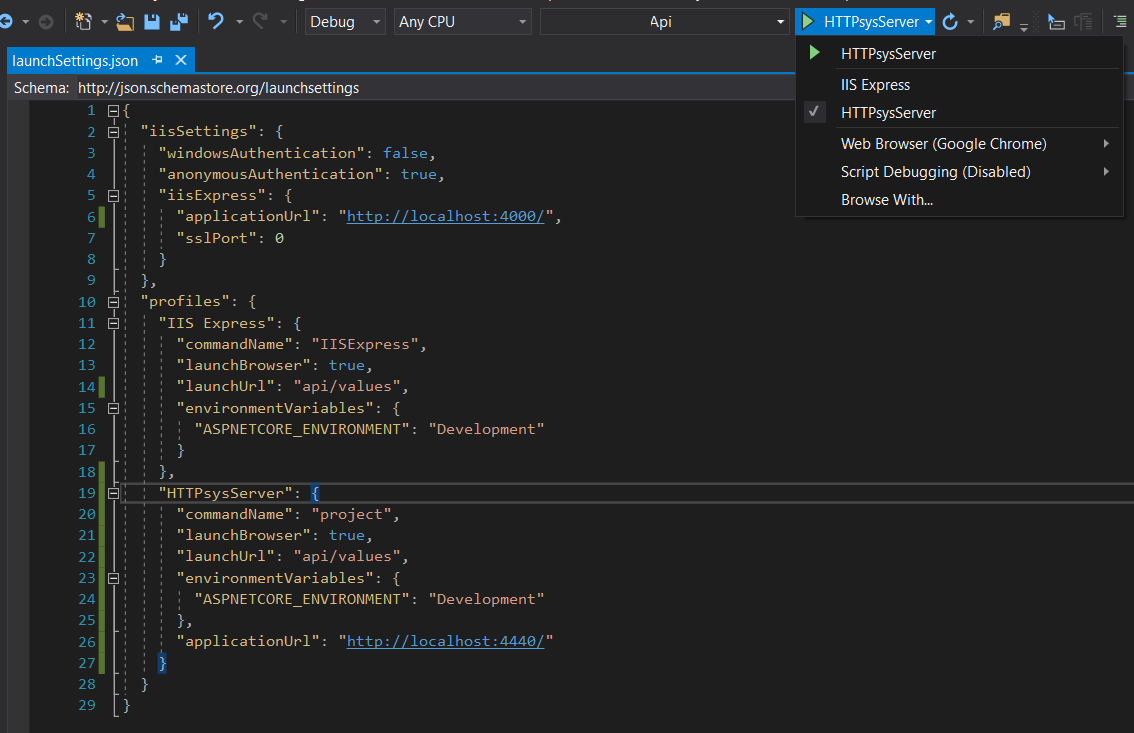 Debug Any CPU Api HTTPsysServer
launchSettings.json
Schema: http://json.schemastore.org/launchsettings
HTTPsysServer
IIS Express
HTTPsysServer
Web Browser (Google Chrome)
Script Debugging (Disabled)
Browse With...
1 {
2 "iisSettings": {
3 "windowsAuthentication": false,
4 "anonymousAuthentication": true,
5 "iisExpress": {
6 "applicationUrl": "http://localhost:4000/",
7 "sslPort": 0
8 }
9 },
10 "profiles": {
11 "IIS Express": {
12 "commandName": "IISExpress",
13 "launchBrowser": true,
14 "launchUrl": "api/values",
15 "environmentVariables": {
16 "ASPNETCORE_ENVIRONMENT": "Development"
17 }
18 },
19 "HTTPsysServer": {
20 "commandName": "project",
21 "launchBrowser": true,
22 "launchUrl": "api/values",
23 "environmentVariables": {
24 "ASPNETCORE_ENVIRONMENT": "Development"
25 },
26 "applicationUrl": "http://localhost:4440/"
27 }
28 }
29 }